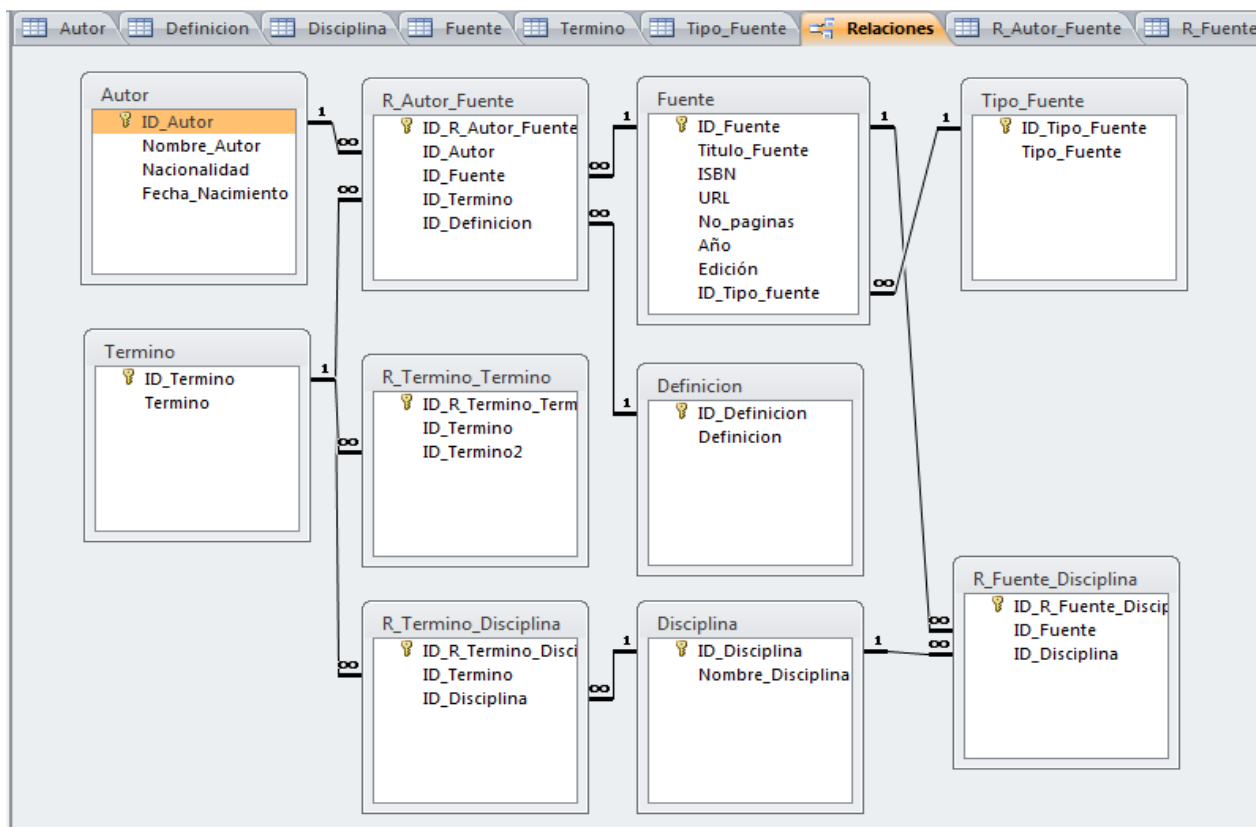 Autor Definicion Disciplina Fuente Termino Tipo_Fuente Relaciones R_Autor_Fuente R_Fuente
Autor
ID_Autor
Nombre_Autor
Nacionalidad
Fecha_Nacimiento
1
∞
∞
R_Autor_Fuente
ID_R_Autor_Fuente
ID_Autor
ID_Fuente
ID_Termino
ID_Definicion
1
∞
∞
Fuente
ID_Fuente
Titulo_Fuente
ISBN
URL
No_paginas
Año
Edición
ID_Tipo_fuente
1
1
∞
Tipo_Fuente
ID_Tipo_Fuente
Tipo_Fuente
Termino
ID_Termino
Termino
1
∞
∞
R_Termino_Termino
ID_R_Termino_Term
ID_Termino
ID_Termino2
1
Definicion
ID_Definicion
Definicion
R_Termino_Disciplina
ID_R_Termino_Disci
ID_Termino
ID_Disciplina
1
∞
Disciplina
ID_Disciplina
Nombre_Disciplina
1
∞
∞
R_Fuente_Disciplina
ID_R_Fuente_Discip
ID_Fuente
ID_Disciplina